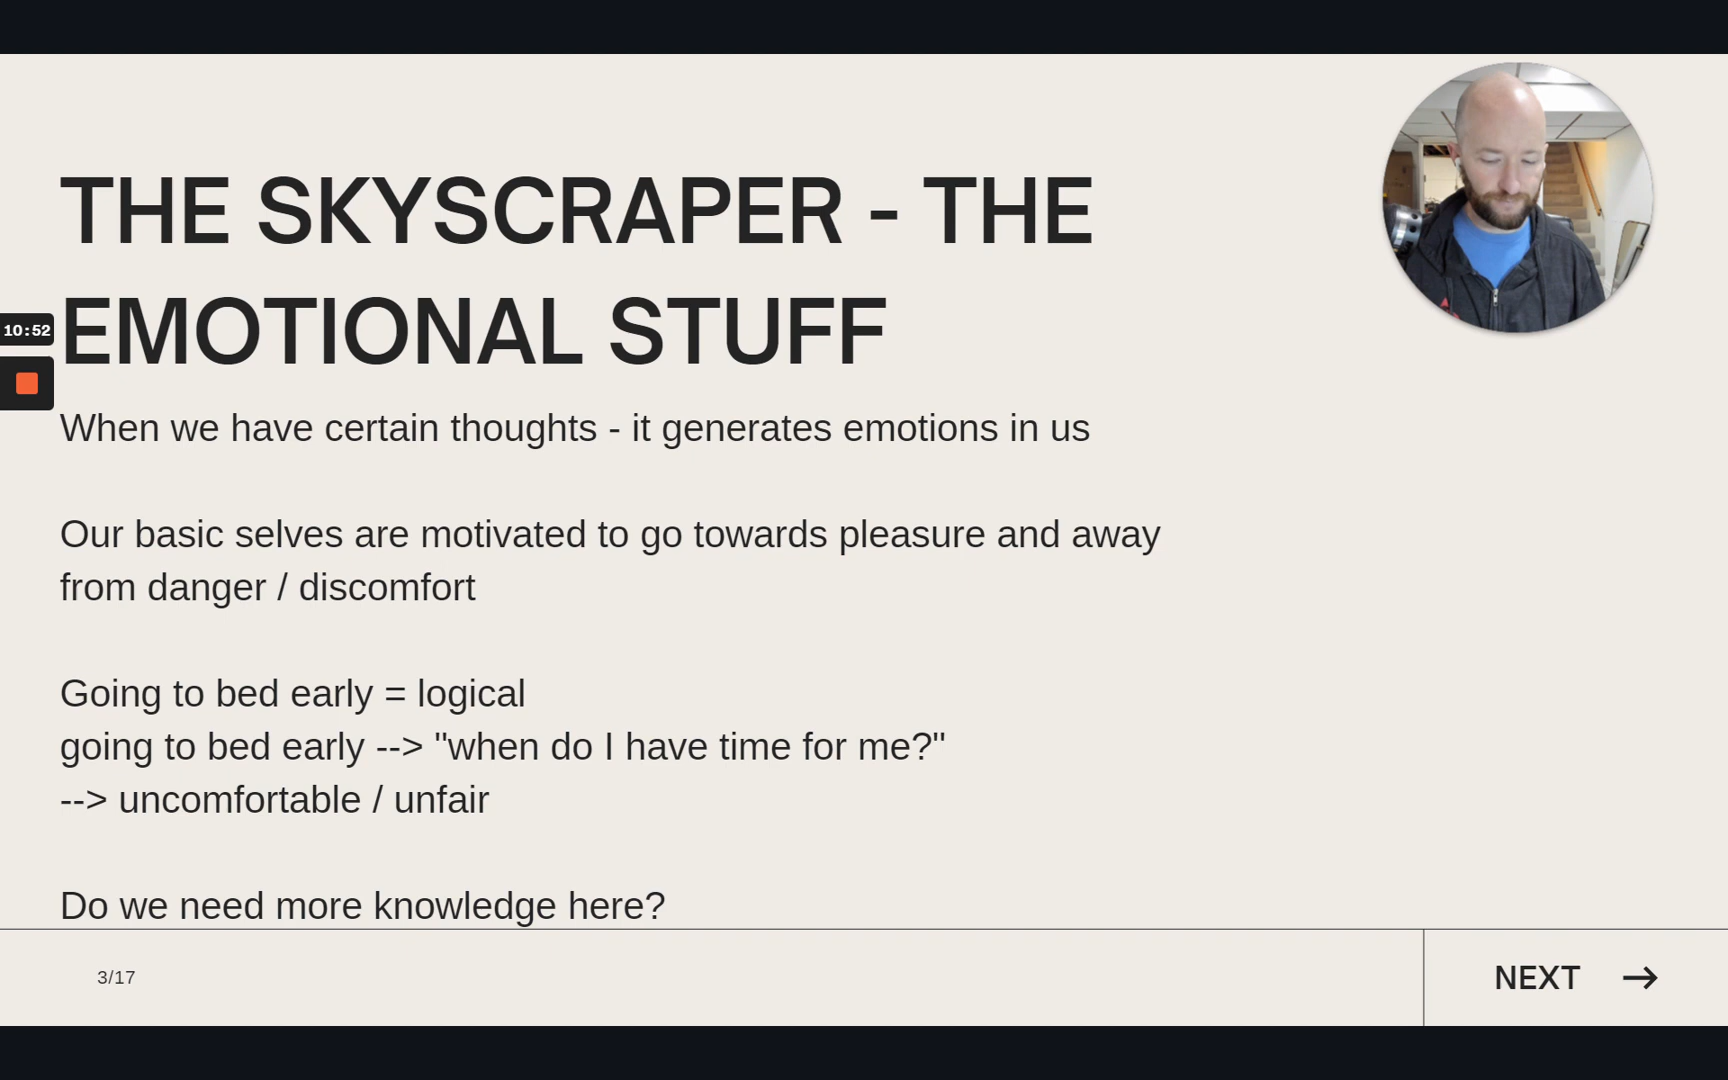 THE SKYSCRAPER - THE
EMOTIONAL STUFF
10:52
When we have certain thoughts - it generates emotions in us
Our basic selves are motivated to go towards pleasure and away
from danger / discomfort
Going to bed early = logical
going to bed early --> "when do I have time for me?"
--> uncomfortable / unfair
Do we need more knowledge here?
3/17
NEXT →